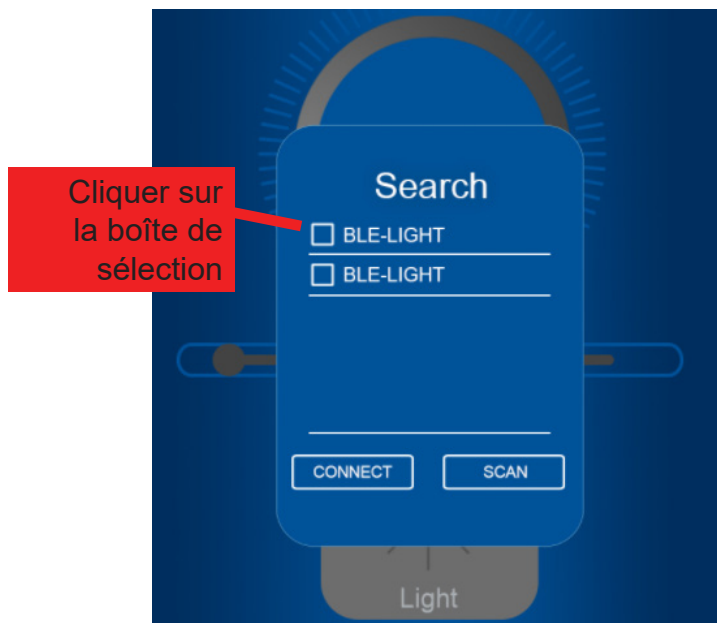 Search
Cliquer sur
la boîte de
sélection
BLE-LIGHT
BLE-LIGHT
CONNECT
SCAN
Light